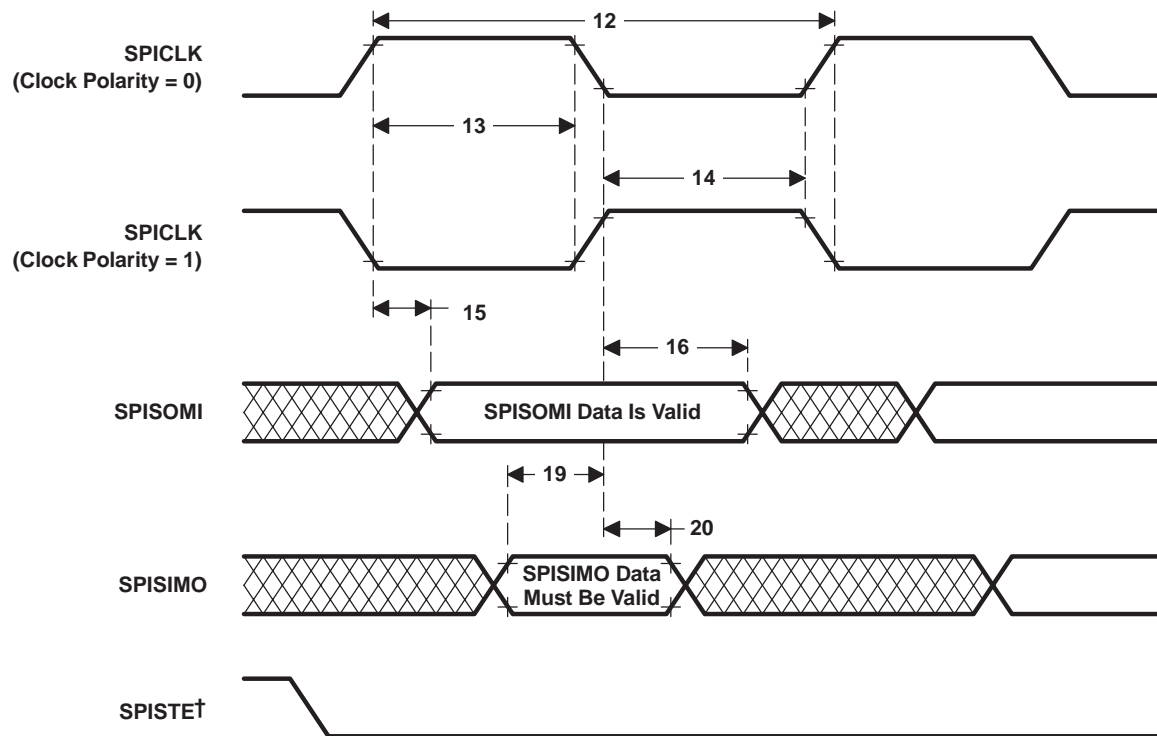 12
SPICLK
(Clock Polarity = 0)
13
14
SPICLK
(Clock Polarity = 1)
15
16
SPISOMI
SPISOMI Data Is Valid
19
20
SPISIMO
SPISIMO Data
Must Be Valid
SPISTE†